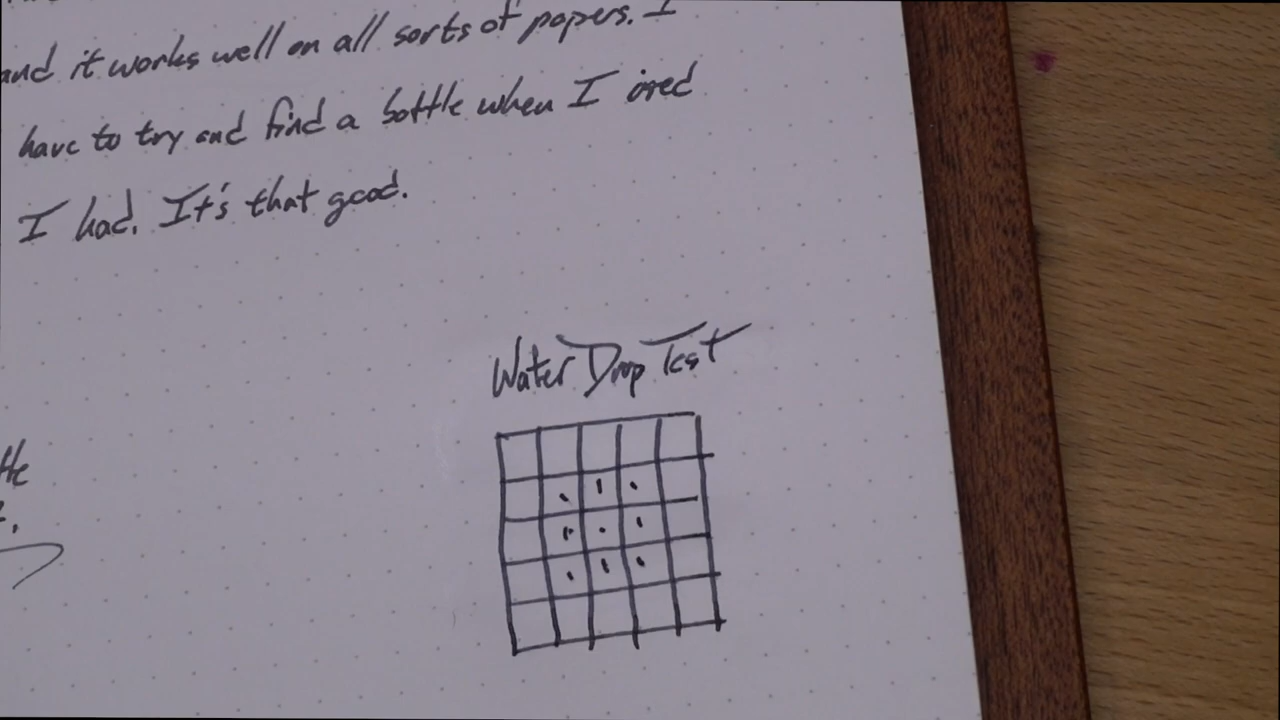 and it works well on all sorts of papers. I
have to try and find a bottle when I
I had. It's that good.
Water Drop Test